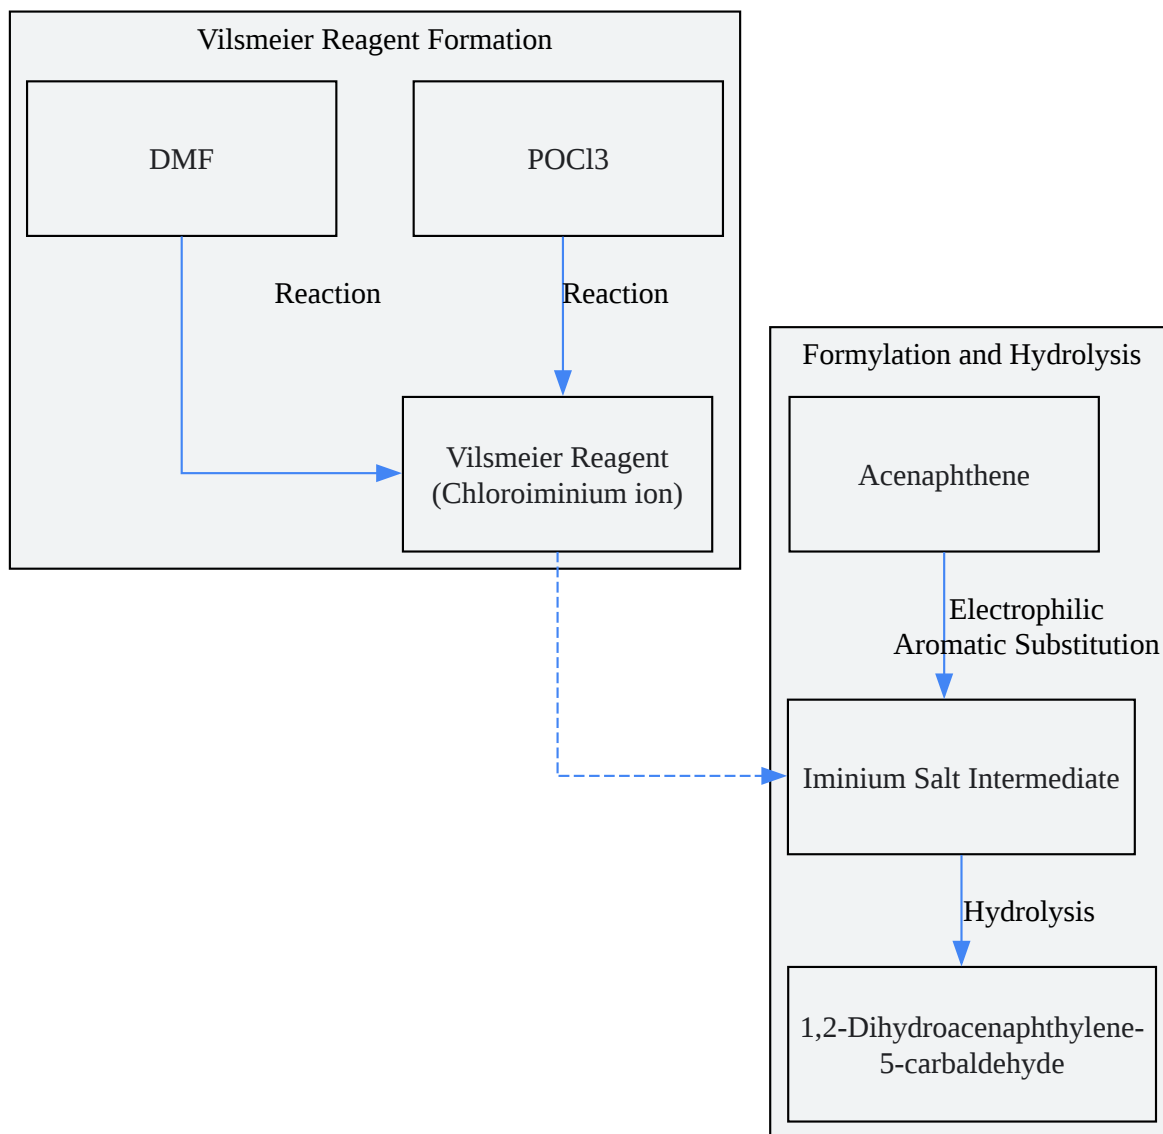 Vilsmeier Reagent Formation
DMF
POCl3
Reaction
Reaction
Vilsmeier Reagent
(Chloroiminium ion)
Formylation and Hydrolysis
Acenaphthene
Electrophilic
Aromatic Substitution
Iminium Salt Intermediate
Hydrolysis
1,2-Dihydroacenaphthylene-
5-carbaldehyde